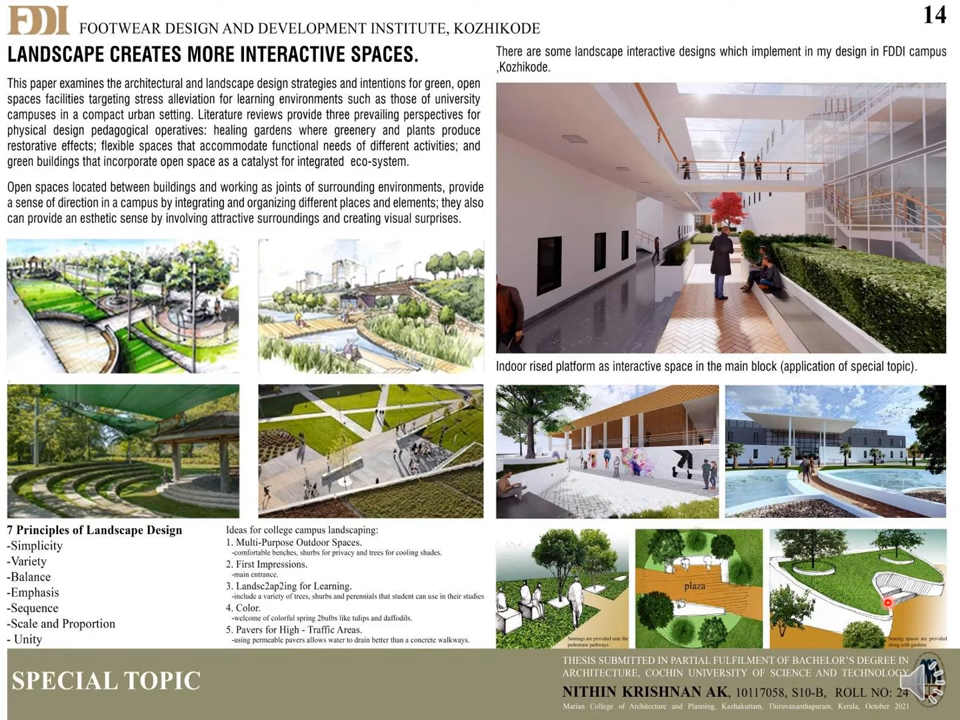 FDDI FOOTWEAR DESIGN AND DEVELOPMENT INSTITUTE, KOZHIKODE
14
LANDSCAPE CREATES MORE INTERACTIVE SPACES.
This paper examines the architectural and landscape design strategies and intentions for green, open
spaces facilities targeting stress alleviation for learning environments such as those of university
campuses in a compact urban setting. Literature reviews provide three prevailing perspectives for
physical design pedagogical operatives: healing gardens where greenery and plants produce
restorative effects; flexible spaces that accommodate functional needs of different activities; and
green buildings that incorporate open space as a catalyst for integrated eco-system.
Open spaces located between buildings and working as joints of surrounding environments, provide
a sense of direction in a campus by integrating and organizing different places and elements; they also
can provide an esthetic sense by involving attractive surroundings and creating visual surprises.
7 Principles of Landscape Design
-Simplicity
-Variety
-Balance
-Emphasis
-Sequence
-Scale and Proportion
- Unity
Ideas for college campus landscaping:
1. Multi-Purpose Outdoor Spaces.
-comfortable benches, shurbs for privacy and trees for cooling shades.
2. First Impressions.
-main entrance.
3. Landsc2ap2ing for Learning.
-include a variety of trees, shurbs and perennials that student can use in their studies
4. Color.
-welcome of colorful spring 2bulbs like tulips and daffodils.
5. Pavers for High - Traffic Areas.
-using permeable pavers allows water to drain better than a concrete walkways.
There are some landscape interactive designs which implement in my design in FDDI campus
,Kozhikode.
Indoor rised platform as interactive space in the main block (application of special topic).
Seatings are provided near the
pedestrain pathways.
plaza
Seating spaces are provided
along with gardens.
SPECIAL TOPIC
THESIS SUBMITTED IN PARTIAL FULFILMENT OF BACHELOR'S DEGREE IN
ARCHITECTURE, COCHIN UNIVERSITY OF SCIENCE AND TECHNOLOGY
NITHIN KRISHNAN AK, 10117058, S10-B, ROLL NO: 24
Marian College of Architecture and Planning, Kazhakuttam, Thiruvananthapuram, Kerala, October 2021